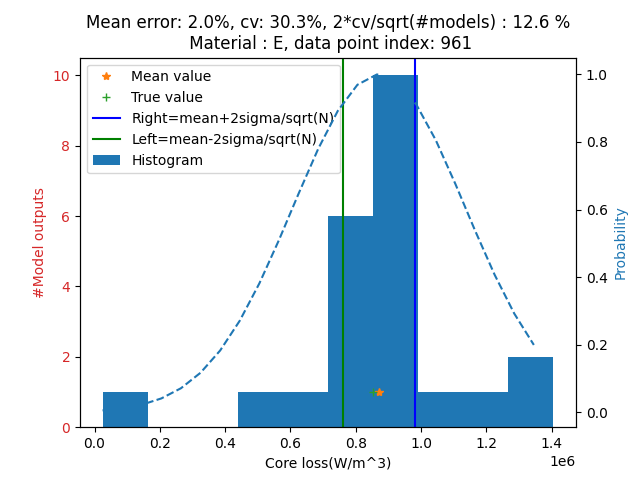 Mean error: 2.0%, cv: 30.3%, 2*cv/sqrt(#models) : 12.6 %
Material : E, data point index: 961
Mean value
True value
Right=mean+2sigma/sqrt(N)
Left=mean-2sigma/sqrt(N)
Histogram
#Model outputs
10
8
6
4
2
0
1.0
0.8
0.6
0.4
0.2
0.0
Probability
0.0
0.2
0.4
0.6
0.8
1.0
1.2
1.4
Core loss(W/m^3)
1e6